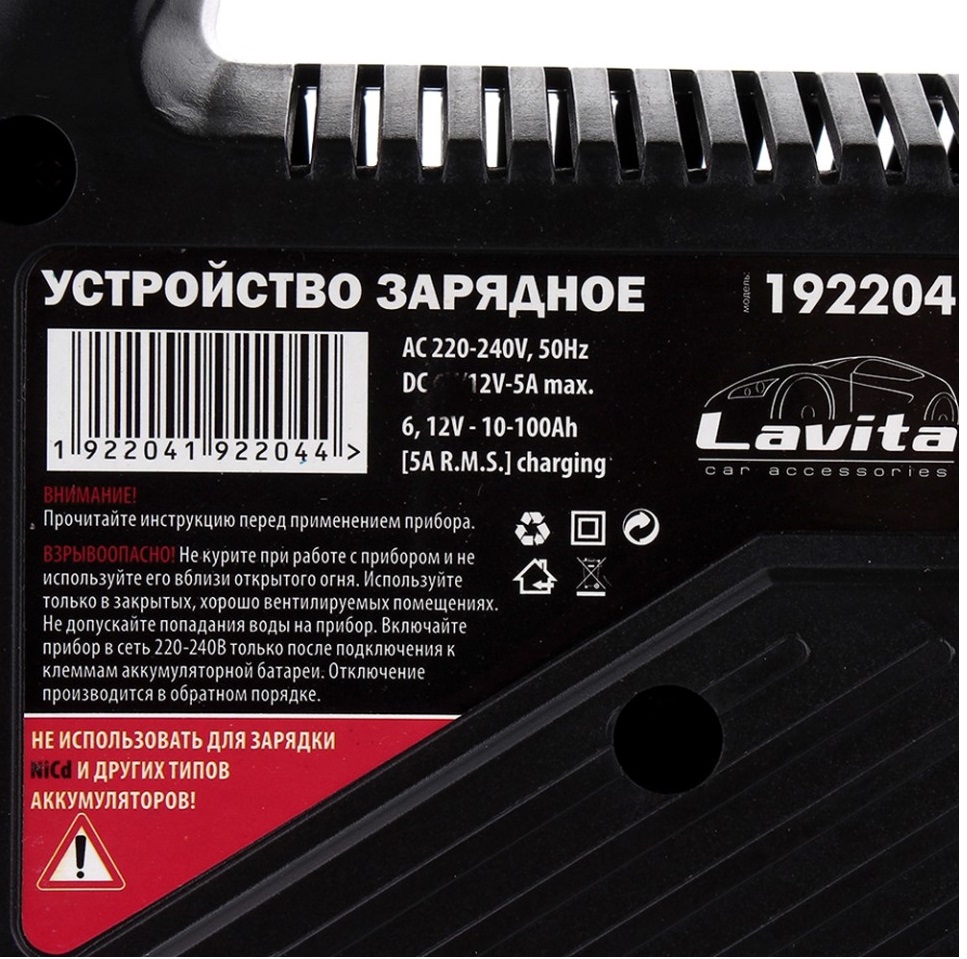 УСТРОЙСТВО ЗАРЯДНОЕ
модель: 192204
AC 220-240V, 50Hz
DC /12V-5A max.
6, 12V - 10-100Ah
[5A R.M.S.] charging
1 922041 922044 >
Lavita
car accessories
ВНИМАНИЕ!
Прочитайте инструкцию перед применением прибора.
ВЗРЫВООПАСНО! Не курите при работе с прибором и не
используйте его вблизи открытого огня. Используйте
только в закрытых, хорошо вентилируемых помещениях.
Не допускайте попадания воды на прибор. Включайте
прибор в сеть 220-240В только после подключения к
клеммам аккумуляторной батареи. Отключение
производится в обратном порядке.
НЕ ИСПОЛЬЗОВАТЬ ДЛЯ ЗАРЯДКИ
NiCd И ДРУГИХ ТИПОВ
АККУМУЛЯТОРОВ!